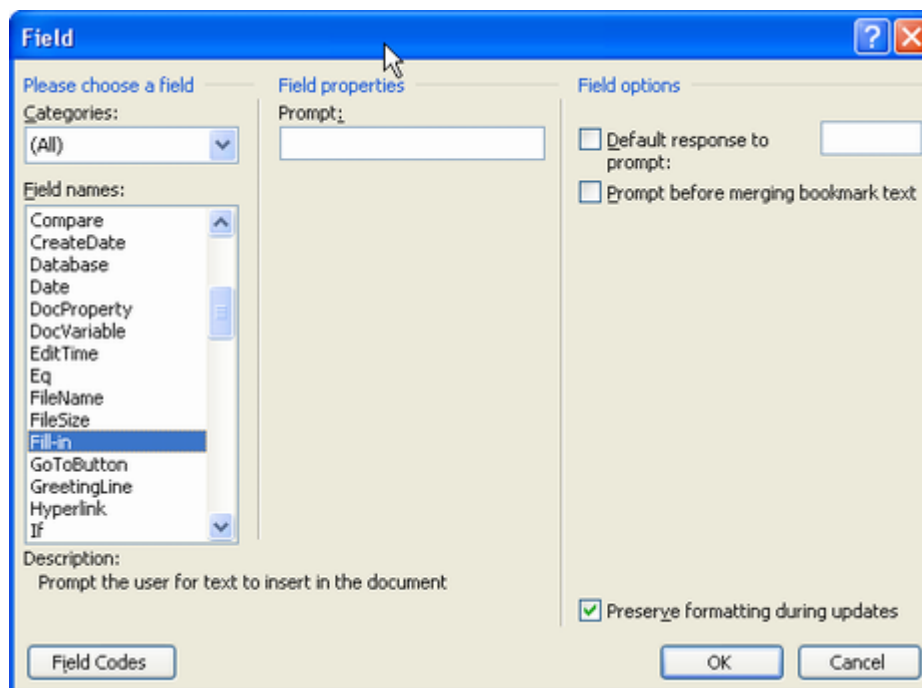 Field
Please choose a field
Categories:
(All)
Field names:
Compare
CreateDate
Database
Date
DocProperty
DocVariable
EditTime
Eq
FileName
FileSize
Fill-in
GoToButton
GreetingLine
Hyperlink
If
Description:
Prompt the user for text to insert in the document
Field properties
Prompt:
Field options
Default response to
prompt:
Prompt before merging bookmark text
Preserve formatting during updates
Field Codes
OK
Cancel